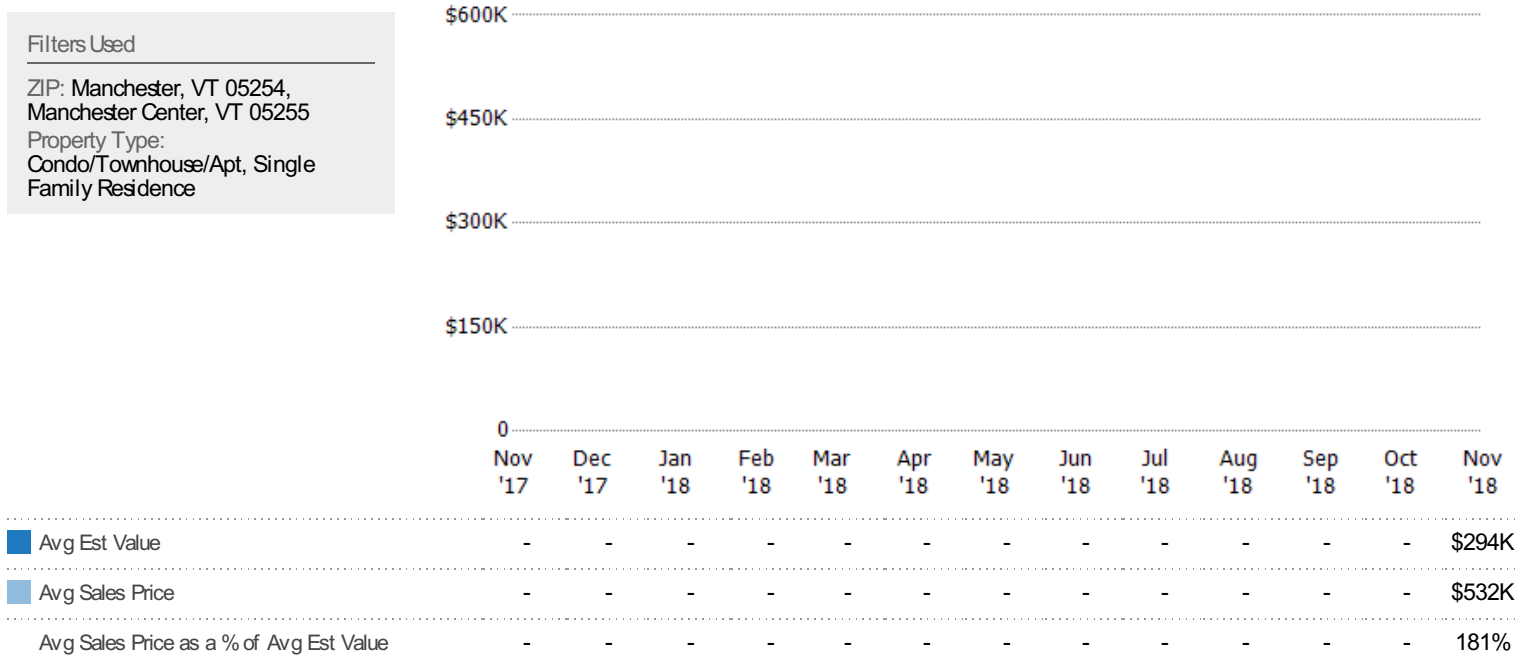 Filters Used
ZIP: Manchester, VT 05254,
Manchester Center, VT 05255
Property Type:
Condo/Townhouse/Apt, Single
Family Residence
$600K
$450K
$300K
$150K
0
Nov '17 Dec '17 Jan '18 Feb '18 Mar '18 Apr '18 May '18 Jun '18 Jul '18 Aug '18 Sep '18 Oct '18 Nov '18
Avg Est Value - - - - - - - - - - - - $294K
Avg Sales Price - - - - - - - - - - - - $532K
Avg Sales Price as a % of Avg Est Value - - - - - - - - - - - - 181%